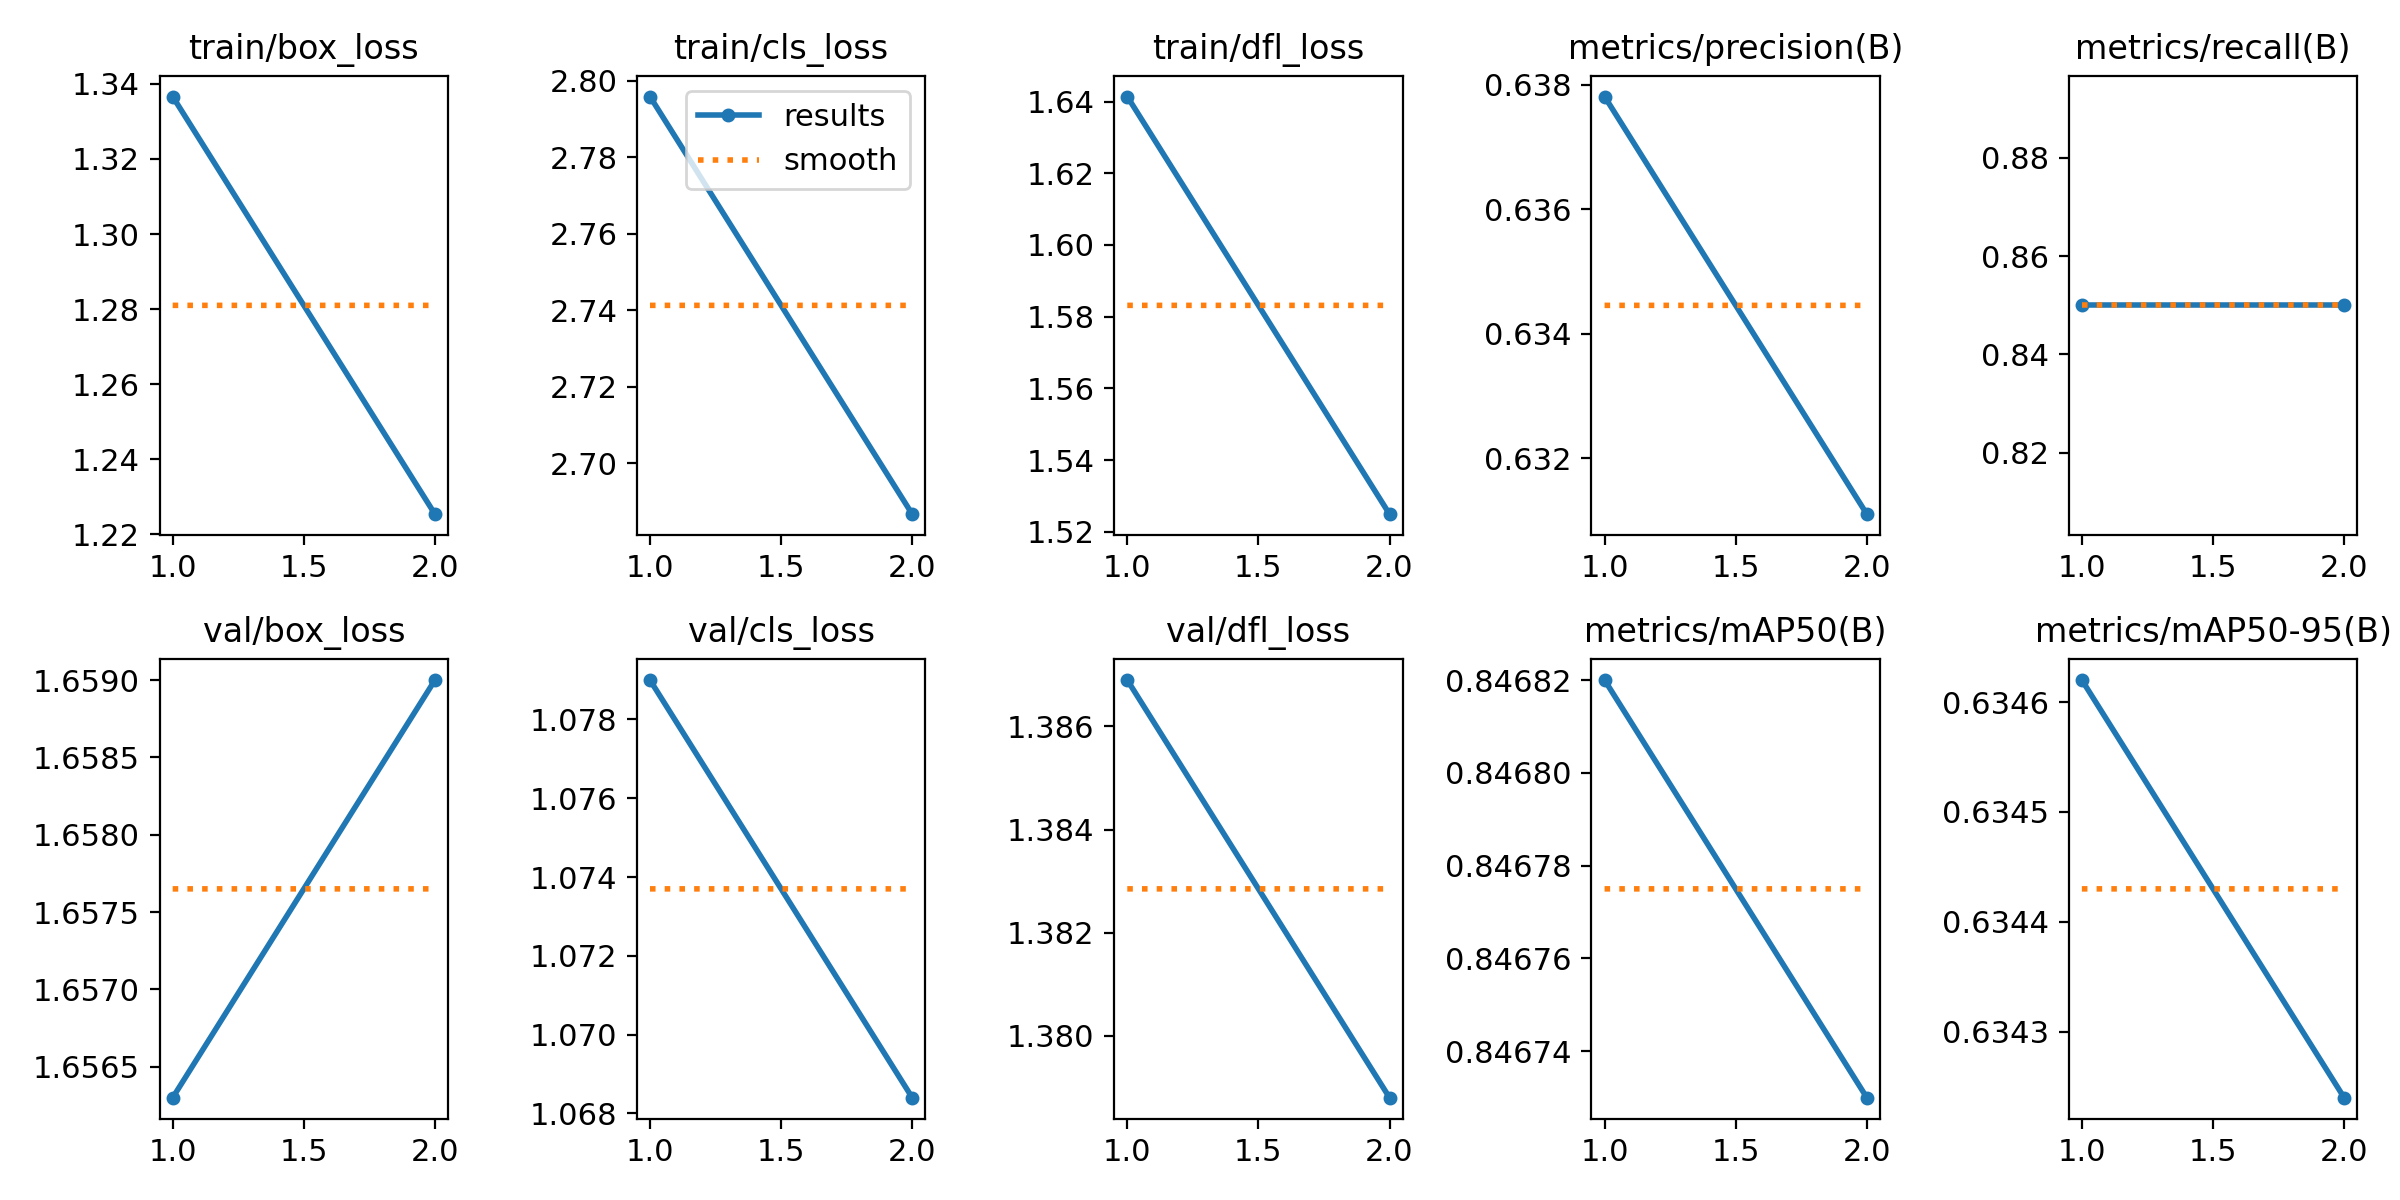 train/box_loss
1.34
1.32
1.30
1.28
1.26
1.24
1.22
1.0 1.5 2.0
train/cls_loss
2.80
2.78
2.76
2.74
2.72
2.70
results
smooth
1.0 1.5 2.0
train/dfl_loss
1.64
1.62
1.60
1.58
1.56
1.54
1.52
1.0 1.5 2.0
metrics/precision(B)
0.638
0.636
0.634
0.632
1.0 1.5 2.0
metrics/recall(B)
0.88
0.86
0.84
0.82
1.0 1.5 2.0
val/box_loss
1.6590
1.6585
1.6580
1.6575
1.6570
1.6565
1.0 1.5 2.0
val/cls_loss
1.078
1.076
1.074
1.072
1.070
1.068
1.0 1.5 2.0
val/dfl_loss
1.386
1.384
1.382
1.380
1.0 1.5 2.0
metrics/mAP50(B)
0.84682
0.84680
0.84678
0.84676
0.84674
1.0 1.5 2.0
metrics/mAP50-95(B)
0.6346
0.6345
0.6344
0.6343
1.0 1.5 2.0